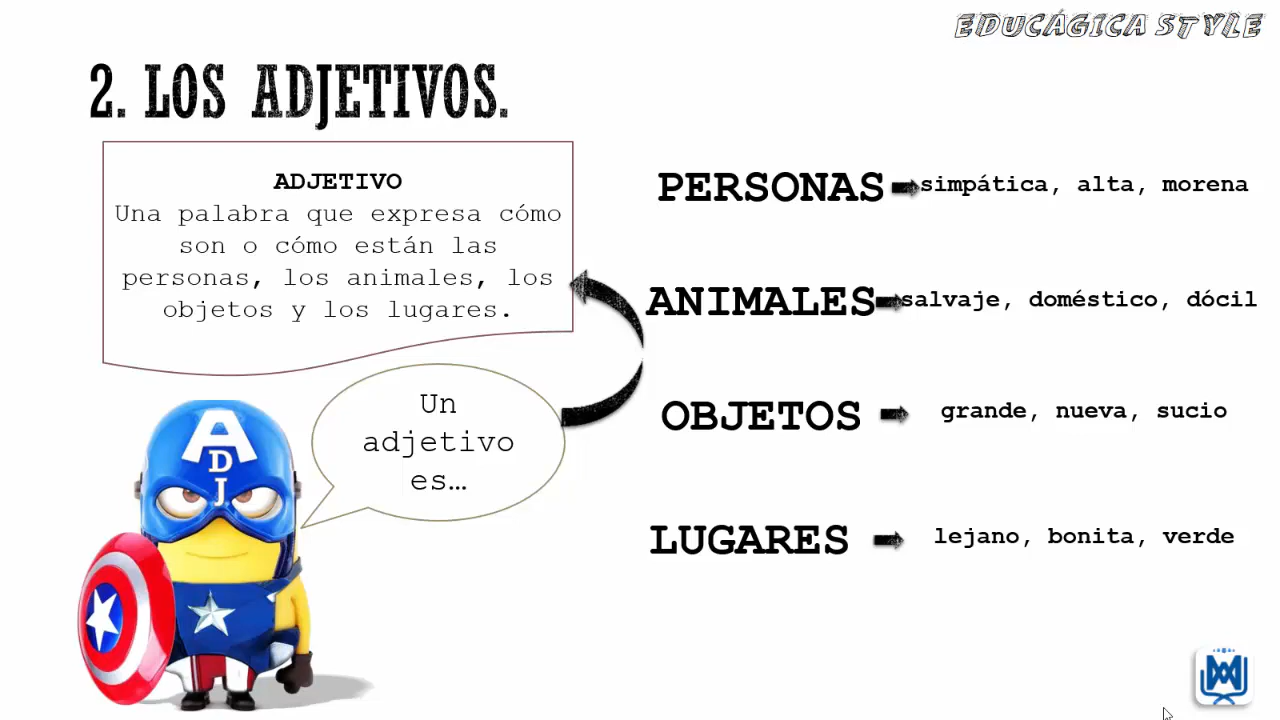 EDUCÁGICA STYLE
2. LOS ADJETIVOS.
ADJETIVO
Una palabra que expresa cómo
son o cómo están las
personas, los animales, los
objetos y los lugares.
Un
adjetivo
es…
A
D
J
PERSONAS simpática, alta, morena
ANIMALES salvaje, doméstico, dócil
OBJETOS grande, nueva, sucio
LUGARES lejano, bonita, verde